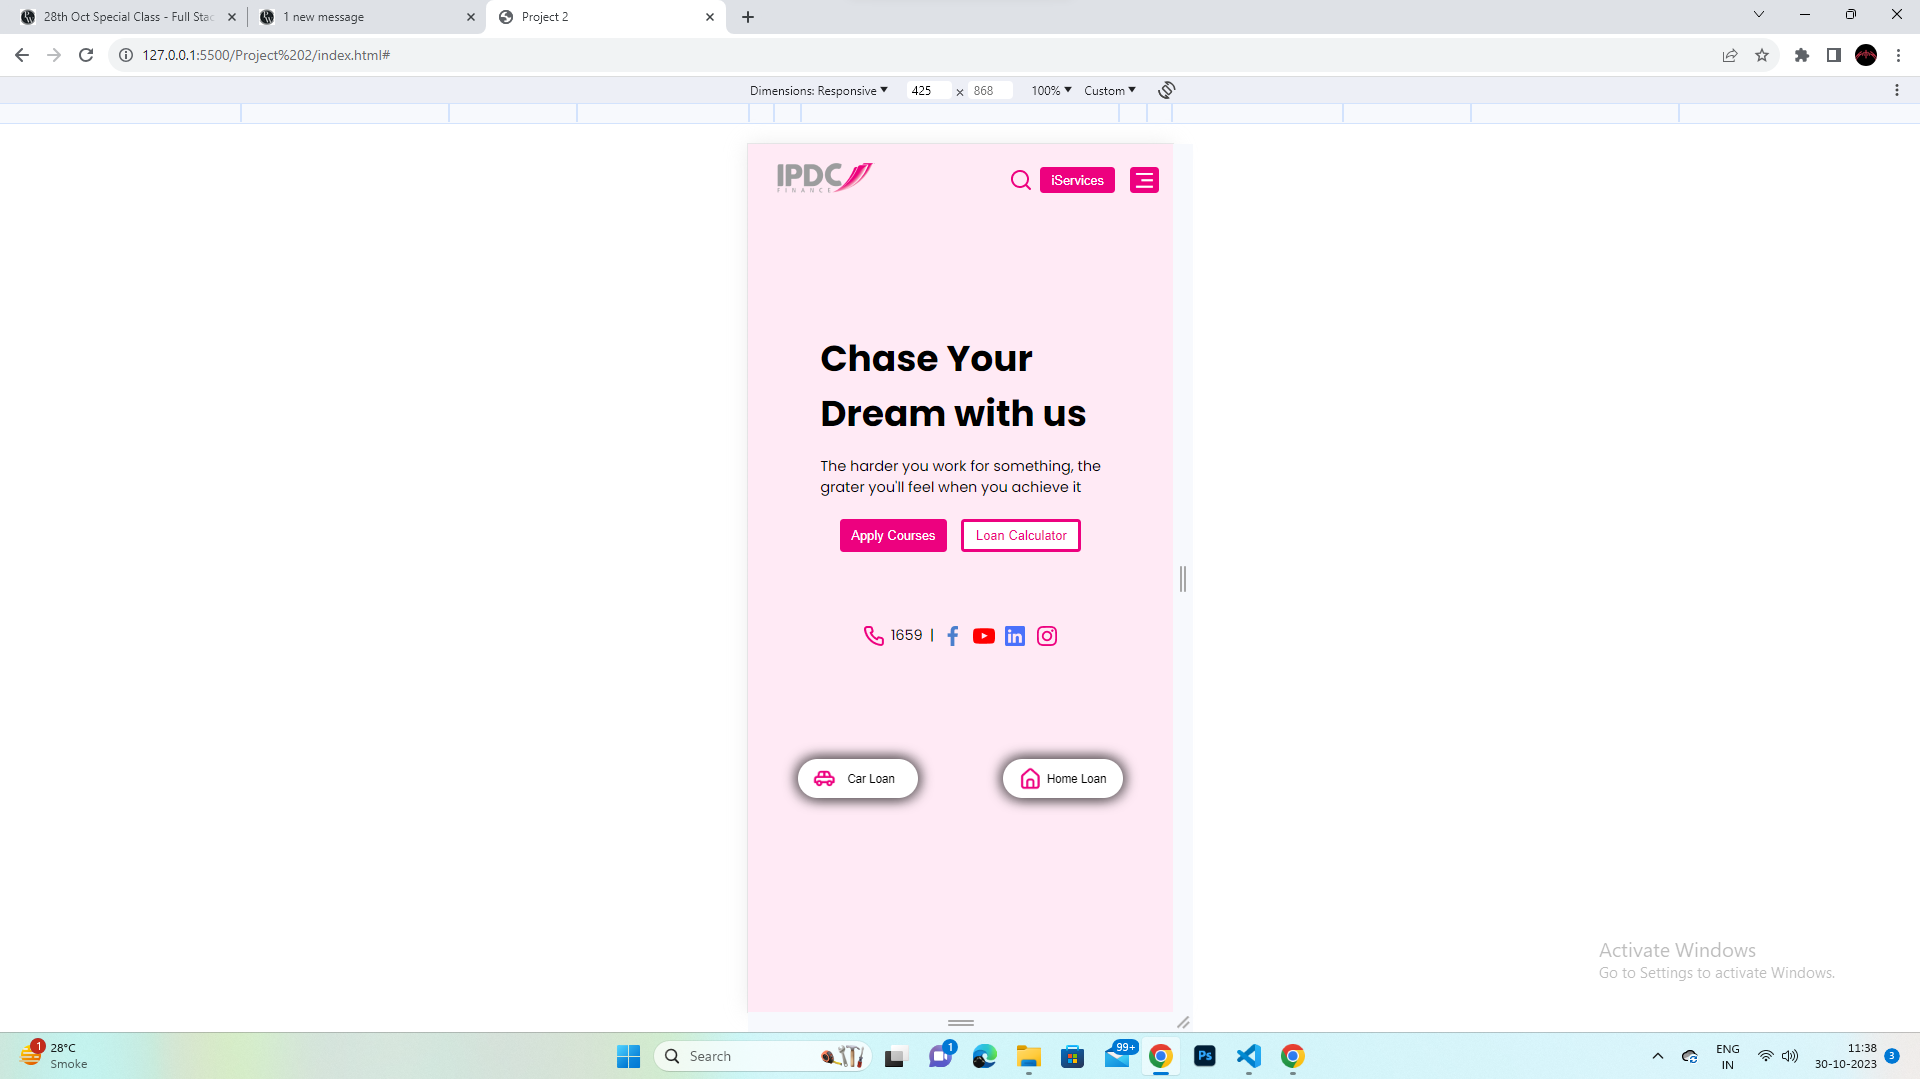 28th Oct Special Class - Full Stac
1 new message
Project 2
127.0.0.1:5500/Project%202/index.html#
Dimensions: Responsive
425 × 868
100%
Custom
IPDC
FINANCE
iServices
Chase Your
Dream with us
The harder you work for something, the
grater you'll feel when you achieve it
Apply Courses
Loan Calculator
1659 |
Car Loan
Home Loan
Activate Windows
Go to Settings to activate Windows.
1
28°C
Smoke
Search
1
99+
Ps
ENG
IN
11:38
30-10-2023
3